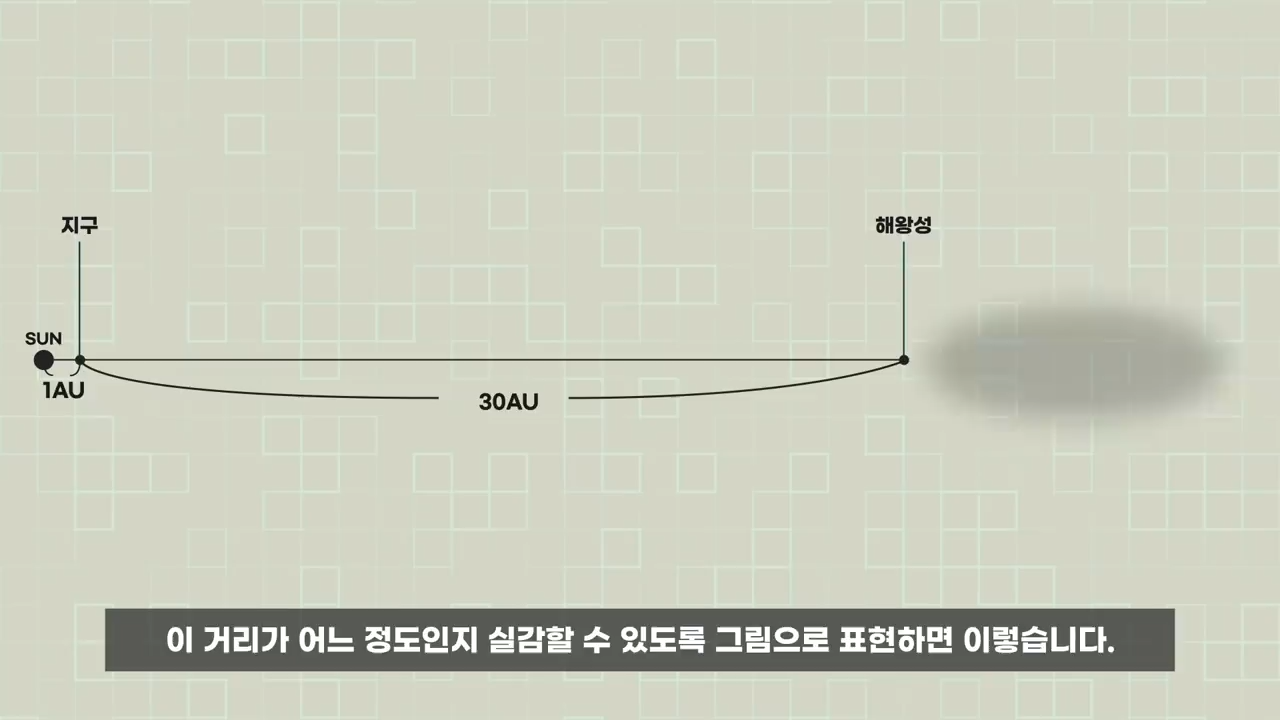 지구
해왕성
SUN
1AU
30AU
이 거리가 어느 정도인지 실감할 수 있도록 그림으로 표현하면 이렇습니다.